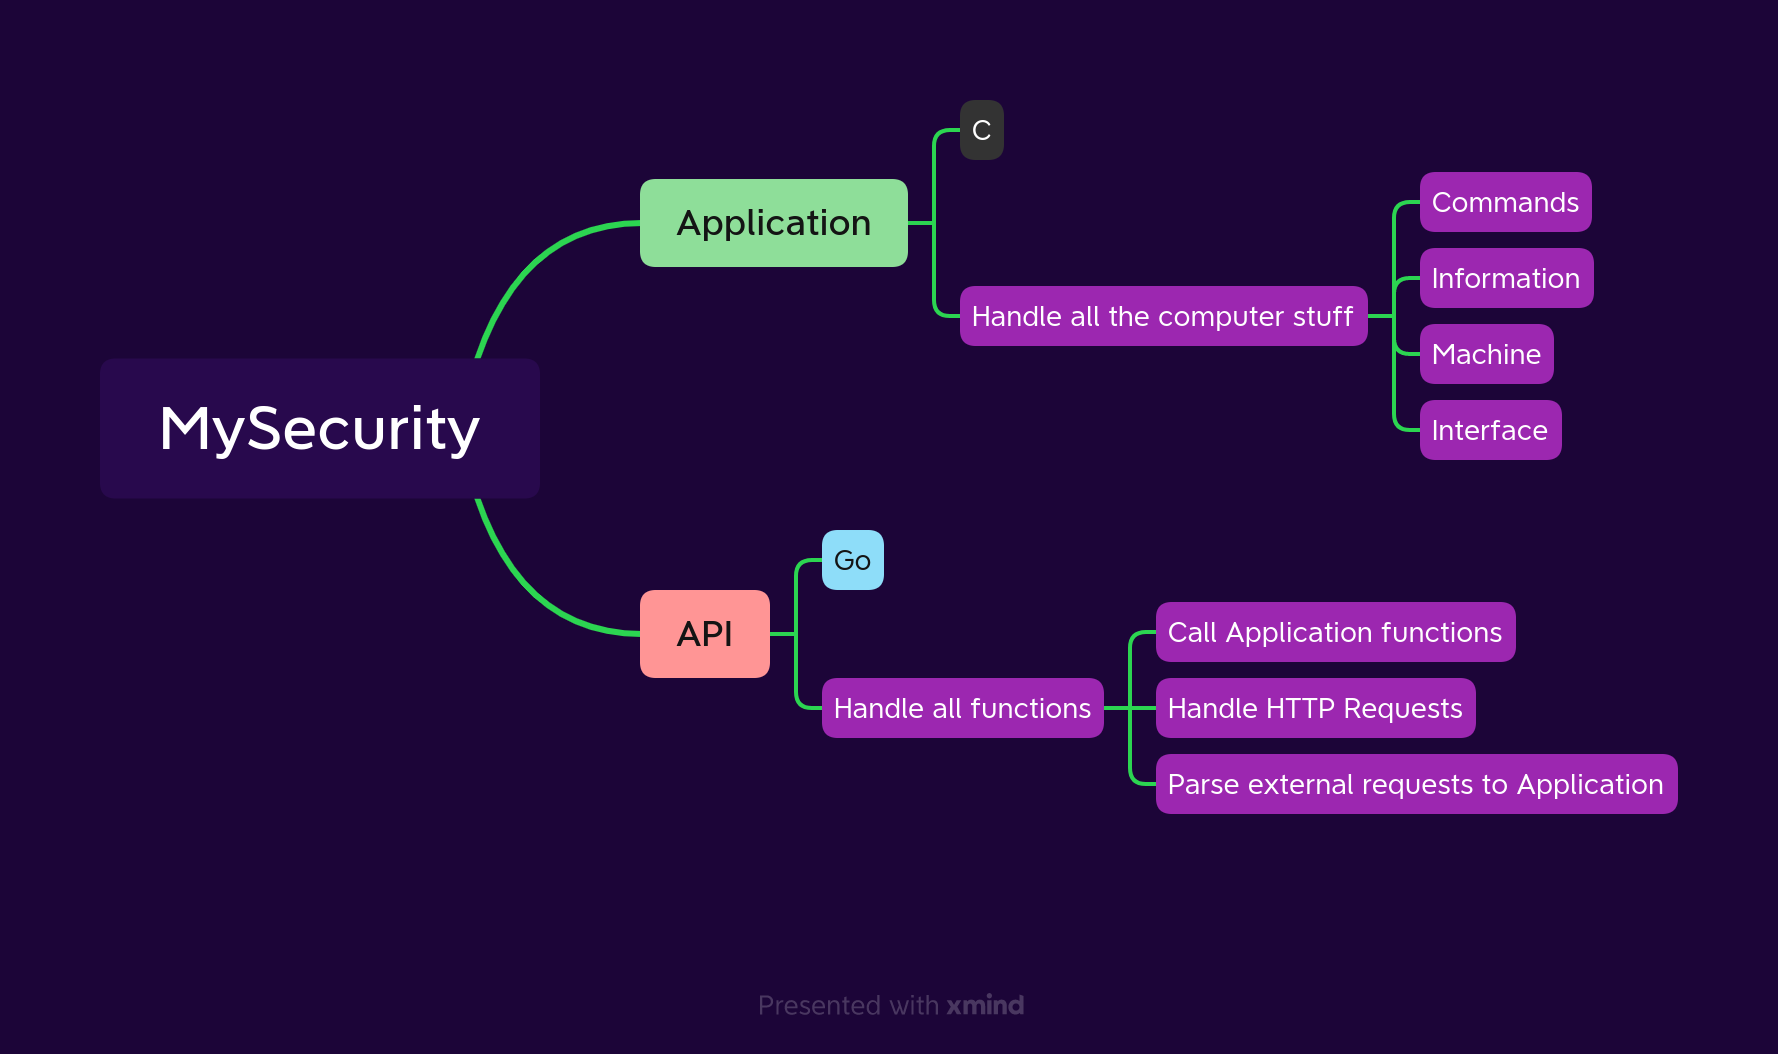 MySecurity
Application
C
Handle all the computer stuff
Commands
Information
Machine
Interface
API
Go
Handle all functions
Call Application functions
Handle HTTP Requests
Parse external requests to Application
Presented with xmind